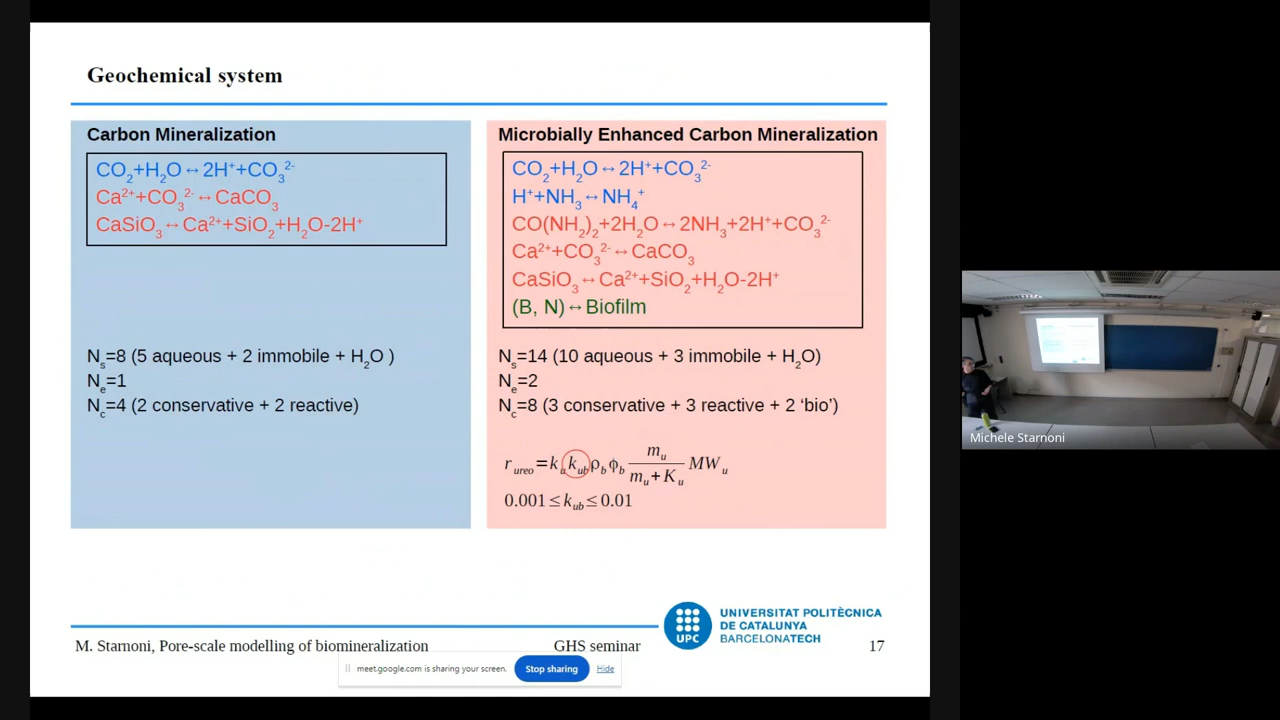 Geochemical system
Carbon Mineralization
CO₂+H₂O↔2H⁺+CO₃²⁻
Ca²⁺+CO₃²⁻↔CaCO₃
CaSiO₃↔Ca²⁺+SiO₂+H₂O-2H⁺
Nₛ=8 (5 aqueous + 2 immobile + H₂O )
Nₑ=1
N_c=4 (2 conservative + 2 reactive)
Microbially Enhanced Carbon Mineralization
CO₂+H₂O↔2H⁺+CO₃²⁻
H⁺+NH₃↔NH₄⁺
CO(NH₂)₂+2H₂O↔2NH₃+2H⁺+CO₃²⁻
Ca²⁺+CO₃²⁻↔CaCO₃
CaSiO₃↔Ca²⁺+SiO₂+H₂O-2H⁺
(B, N)↔Biofilm
Nₛ=14 (10 aqueous + 3 immobile + H₂O)
Nₑ=2
N_c=8 (3 conservative + 3 reactive + 2 ‘bio’)
r_ureo = k_u k_ub ρ_b ϕ_b m_u / (m_u + K_u) MW_u
0.001 ≤ k_ub ≤ 0.01
UNIVERSITAT POLITÈCNICA
DE CATALUNYA
BARCELONATECH
UPC
M. Starnoni, Pore-scale modelling of biomineralization
GHS seminar
17
meet.google.com is sharing your screen.
Stop sharing
Hide
Michele Starnoni